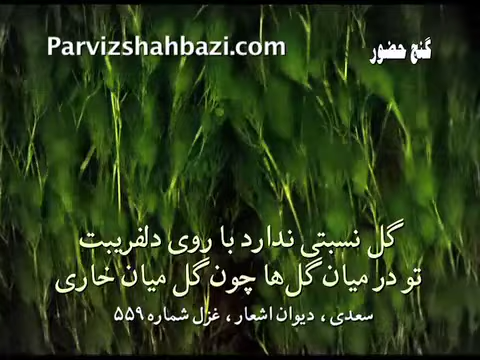 Parvizshahbazi.com
گنج حضور
گل نسبتی ندارد با روی دلفریبت
تو در میان گل‌ها چون گل میان خاری
سعدی ، دیوان اشعار ، غزل شماره ۵۵۹